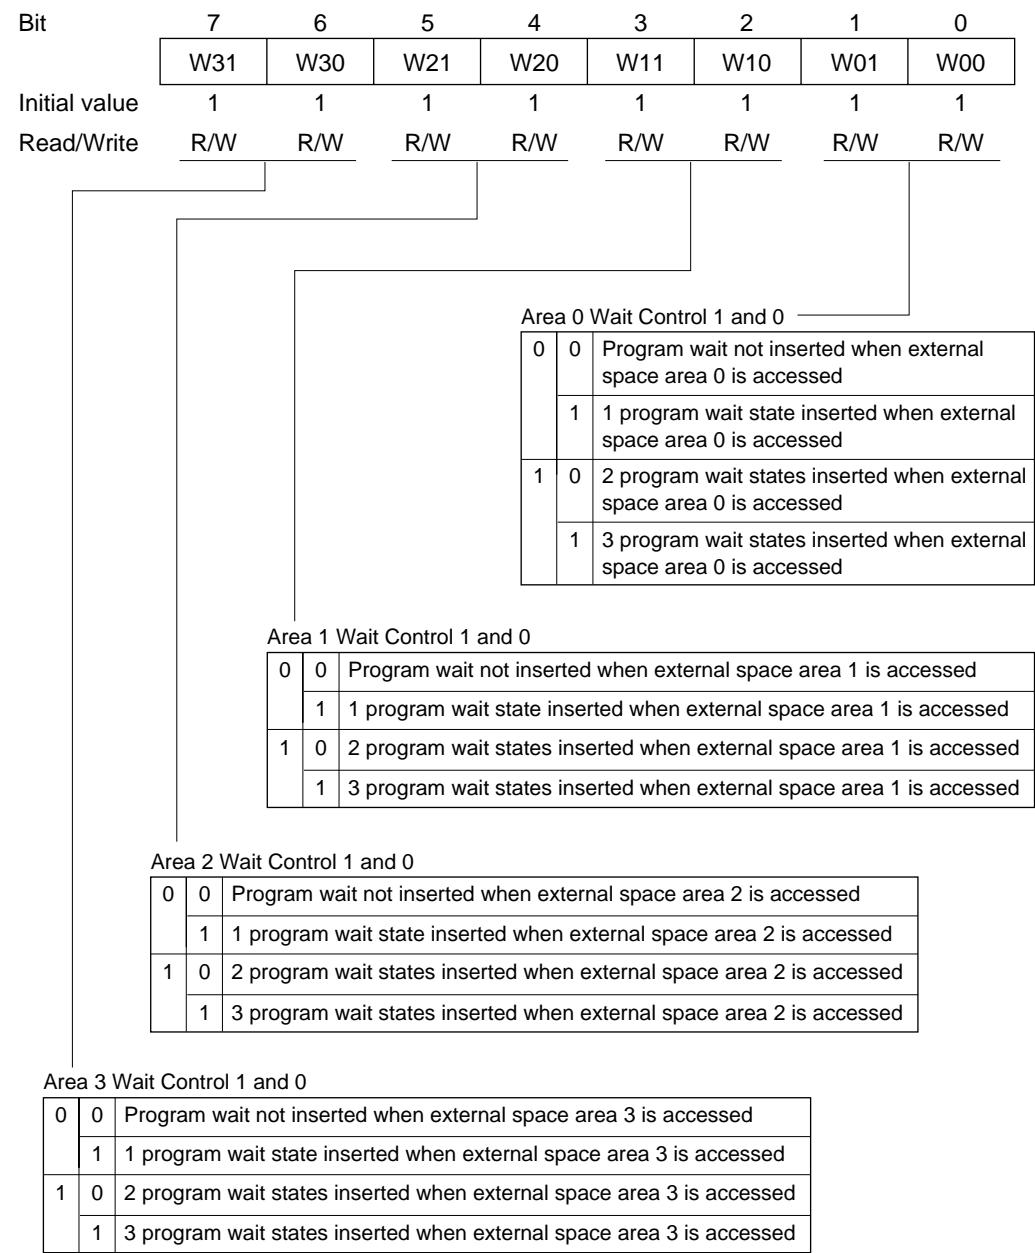 Bit 7 6 5 4 3 2 1 0
W31 W30 W21 W20 W11 W10 W01 W00
Initial value 1 1 1 1 1 1 1 1
Read/Write R/W R/W R/W R/W R/W R/W R/W R/W
Area 0 Wait Control 1 and 0
0 0 Program wait not inserted when external
space area 0 is accessed
1 1 program wait state inserted when external
space area 0 is accessed
1 0 2 program wait states inserted when external
space area 0 is accessed
1 3 program wait states inserted when external
space area 0 is accessed
Area 1 Wait Control 1 and 0
0 0 Program wait not inserted when external space area 1 is accessed
1 1 program wait state inserted when external space area 1 is accessed
1 0 2 program wait states inserted when external space area 1 is accessed
1 3 program wait states inserted when external space area 1 is accessed
Area 2 Wait Control 1 and 0
0 0 Program wait not inserted when external space area 2 is accessed
1 1 program wait state inserted when external space area 2 is accessed
1 0 2 program wait states inserted when external space area 2 is accessed
1 3 program wait states inserted when external space area 2 is accessed
Area 3 Wait Control 1 and 0
0 0 Program wait not inserted when external space area 3 is accessed
1 1 program wait state inserted when external space area 3 is accessed
1 0 2 program wait states inserted when external space area 3 is accessed
1 3 program wait states inserted when external space area 3 is accessed